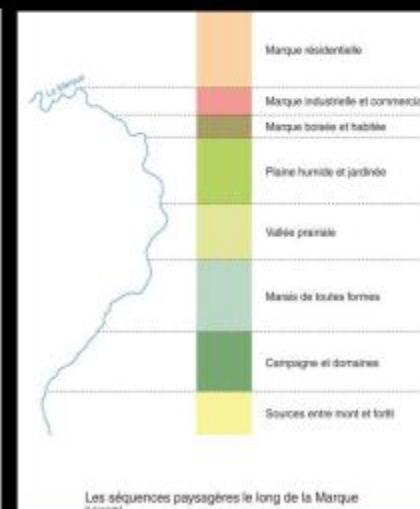 La Marque
Marque résidentielle
Marque industrielle et commercia
Marque boisée et habitée
Plaine humide et jardinée
Vallée prairiale
Marais de toutes formes
Campagne et domaines
Sources entre mont et forêt
Les séquences paysagères le long de la Marque